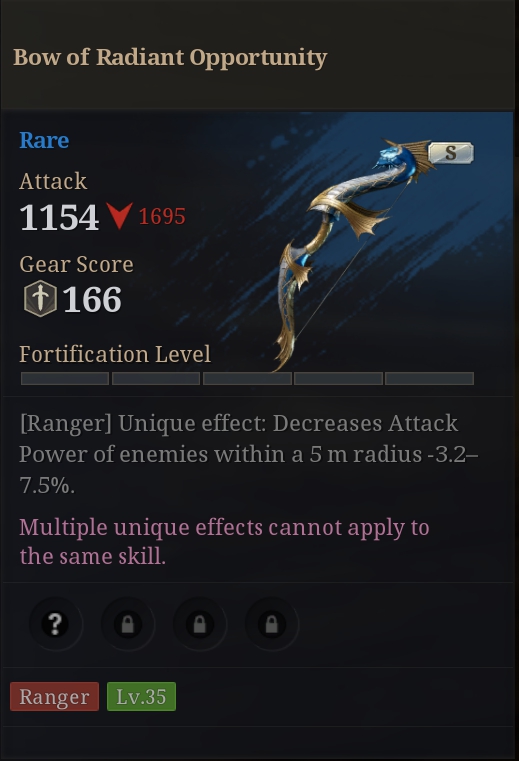 Bow of Radiant Opportunity
Rare
S
Attack
1154 1695
Gear Score
166
Fortification Level
[Ranger] Unique effect: Decreases Attack
Power of enemies within a 5 m radius -3.2–
7.5%.
Multiple unique effects cannot apply to
the same skill.
?
Ranger Lv.35